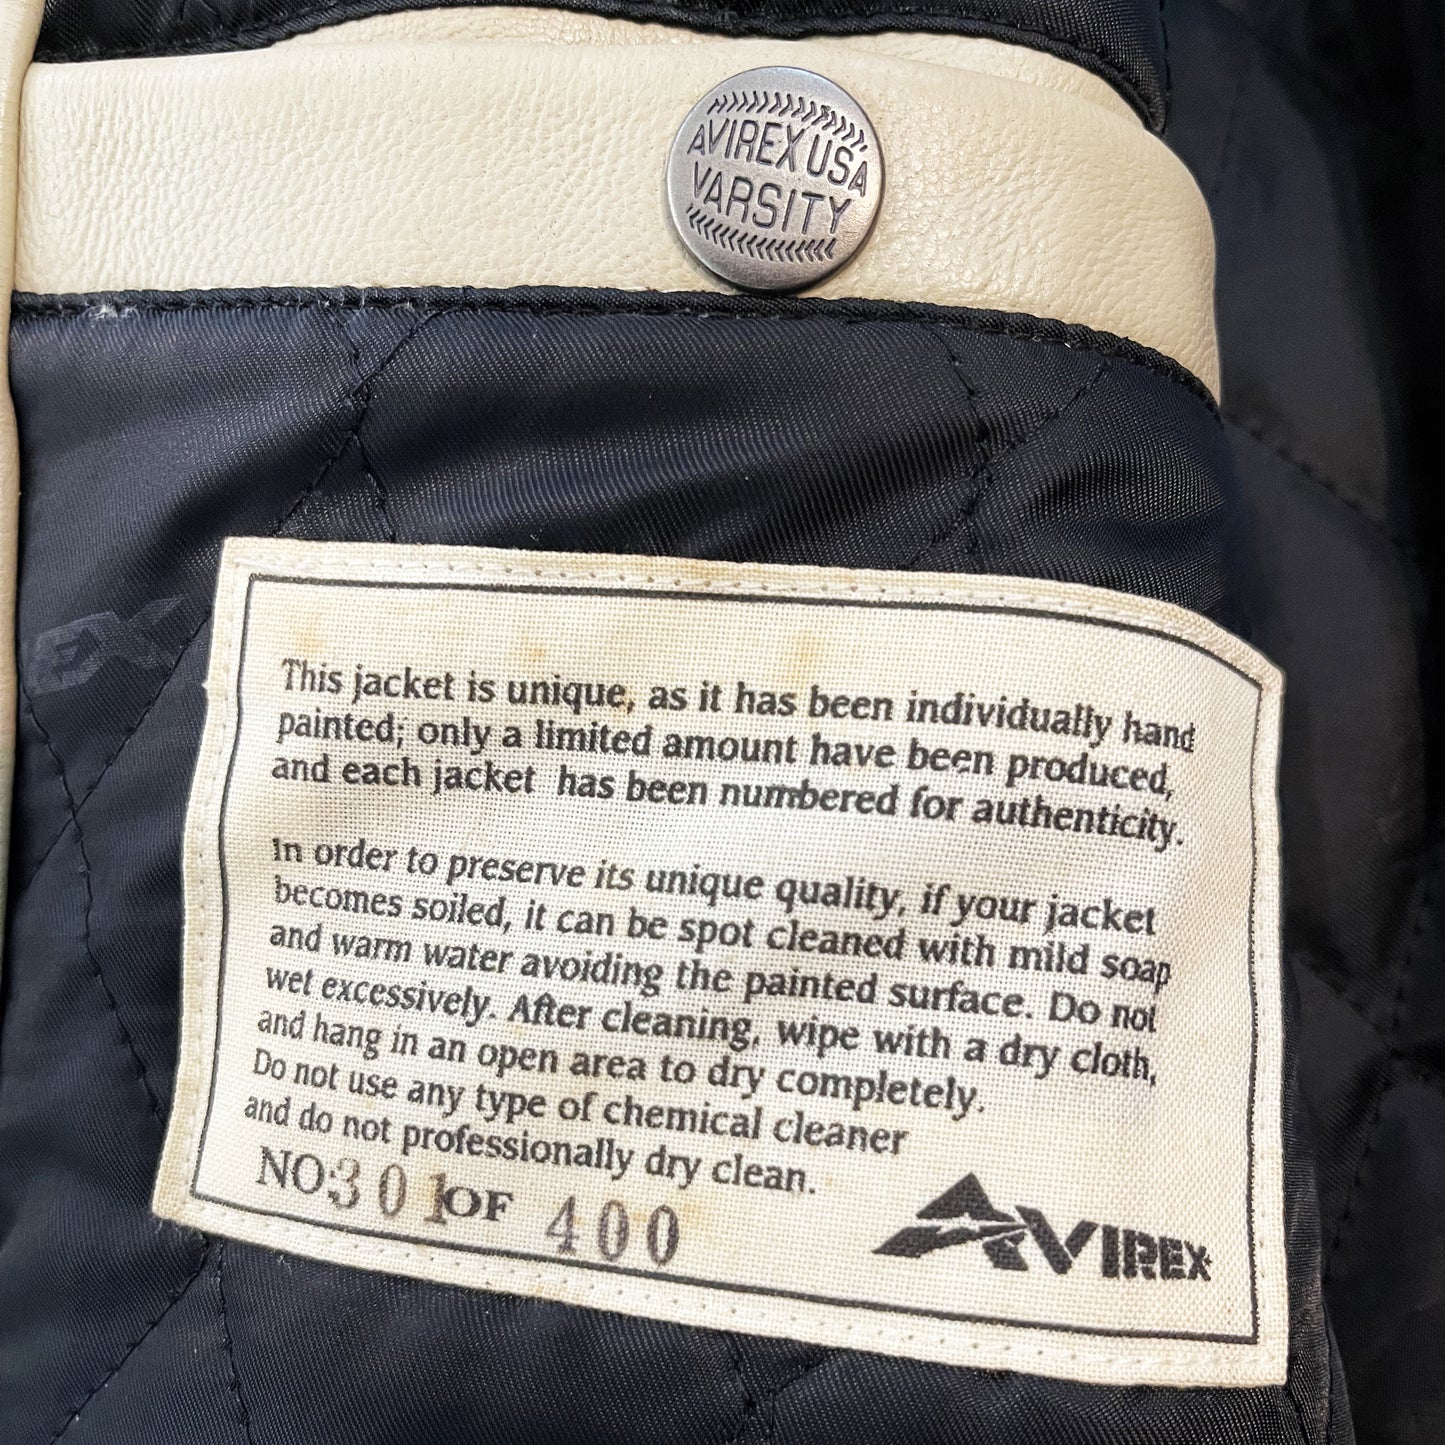 AVIREX USA
VARSITY
EX
This jacket is unique, as it has been individually hand
painted; only a limited amount have been produced,
and each jacket has been numbered for authenticity.
In order to preserve its unique quality, if your jacket
becomes soiled, it can be spot cleaned with mild soap
and warm water avoiding the painted surface. Do not
wet excessively. After cleaning, wipe with a dry cloth,
and hang in an open area to dry completely.
Do not use any type of chemical cleaner
and do not professionally dry clean.
NO: 301 OF 400
AVIREX